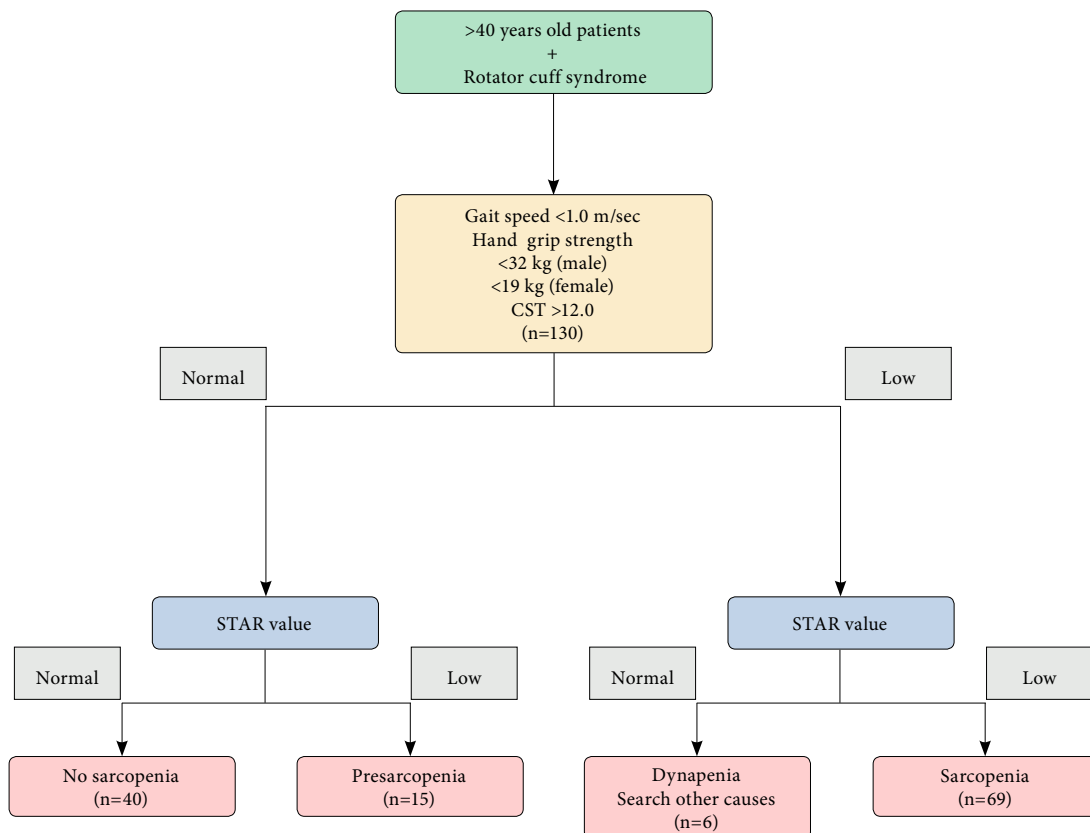 >40 years old patients
+
Rotator cuff syndrome
Gait speed <1.0 m/sec
Hand grip strength
<32 kg (male)
<19 kg (female)
CST >12.0
(n=130)
Normal
Low
STAR value
STAR value
Normal
Low
Normal
Low
No sarcopenia
(n=40)
Presarcopenia
(n=15)
Dynapenia
Search other causes
(n=6)
Sarcopenia
(n=69)